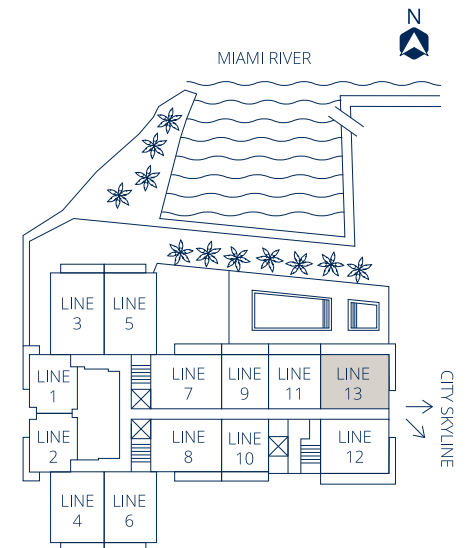 N
MIAMI RIVER
LINE
3
LINE
5
LINE
1
LINE
7
LINE
9
LINE
11
LINE
13
CITY SKYLINE
LINE
2
LINE
8
LINE
10
LINE
12
LINE
4
LINE
6